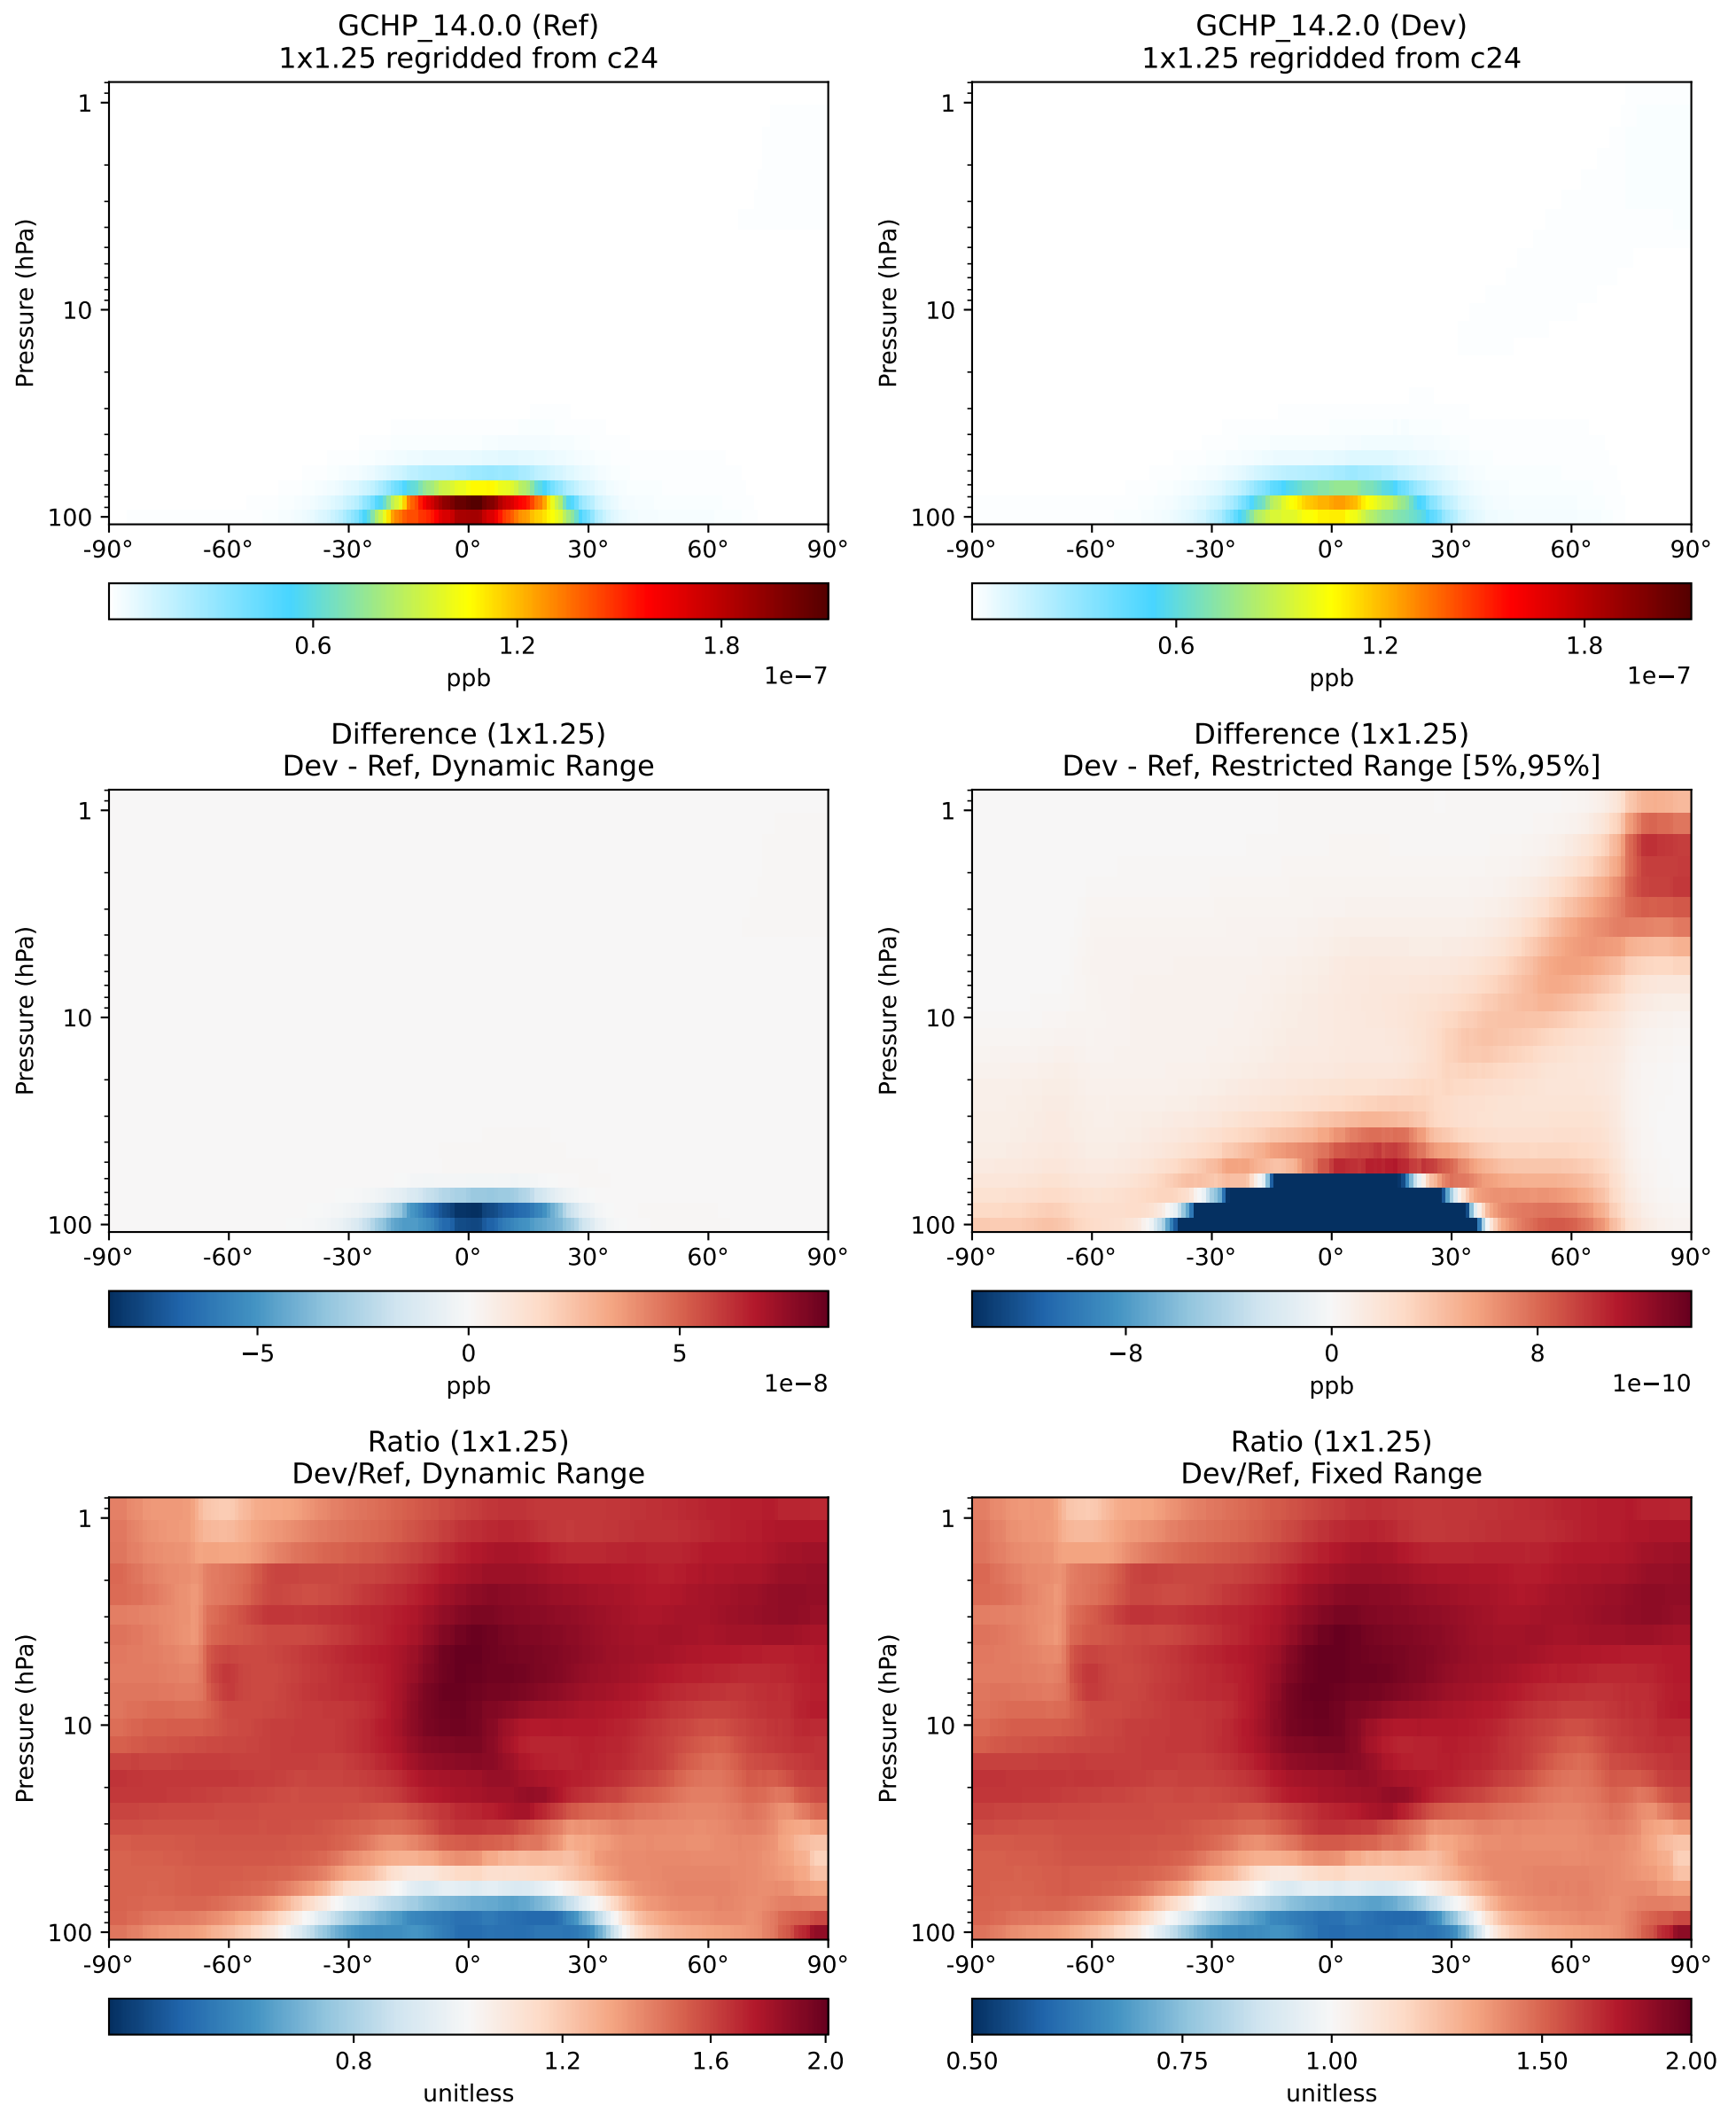 GCHP_14.0.0 (Ref)
1x1.25 regridded from c24
Pressure (hPa)
1
10
100
-90°
-60°
-30°
0°
30°
60°
90°
0.6
1.2
1.8
1e−7
ppb
GCHP_14.2.0 (Dev)
1x1.25 regridded from c24
Pressure (hPa)
1
10
100
-90°
-60°
-30°
0°
30°
60°
90°
0.6
1.2
1.8
1e−7
ppb
Difference (1x1.25)
Dev - Ref, Dynamic Range
Pressure (hPa)
1
10
100
-90°
-60°
-30°
0°
30°
60°
90°
−5
0
5
1e−8
ppb
Difference (1x1.25)
Dev - Ref, Restricted Range [5%,95%]
Pressure (hPa)
1
10
100
-90°
-60°
-30°
0°
30°
60°
90°
−8
0
8
1e−10
ppb
Ratio (1x1.25)
Dev/Ref, Dynamic Range
Pressure (hPa)
1
10
100
-90°
-60°
-30°
0°
30°
60°
90°
0.8
1.2
1.6
2.0
unitless
Ratio (1x1.25)
Dev/Ref, Fixed Range
Pressure (hPa)
1
10
100
-90°
-60°
-30°
0°
30°
60°
90°
0.50
0.75
1.00
1.50
2.00
unitless